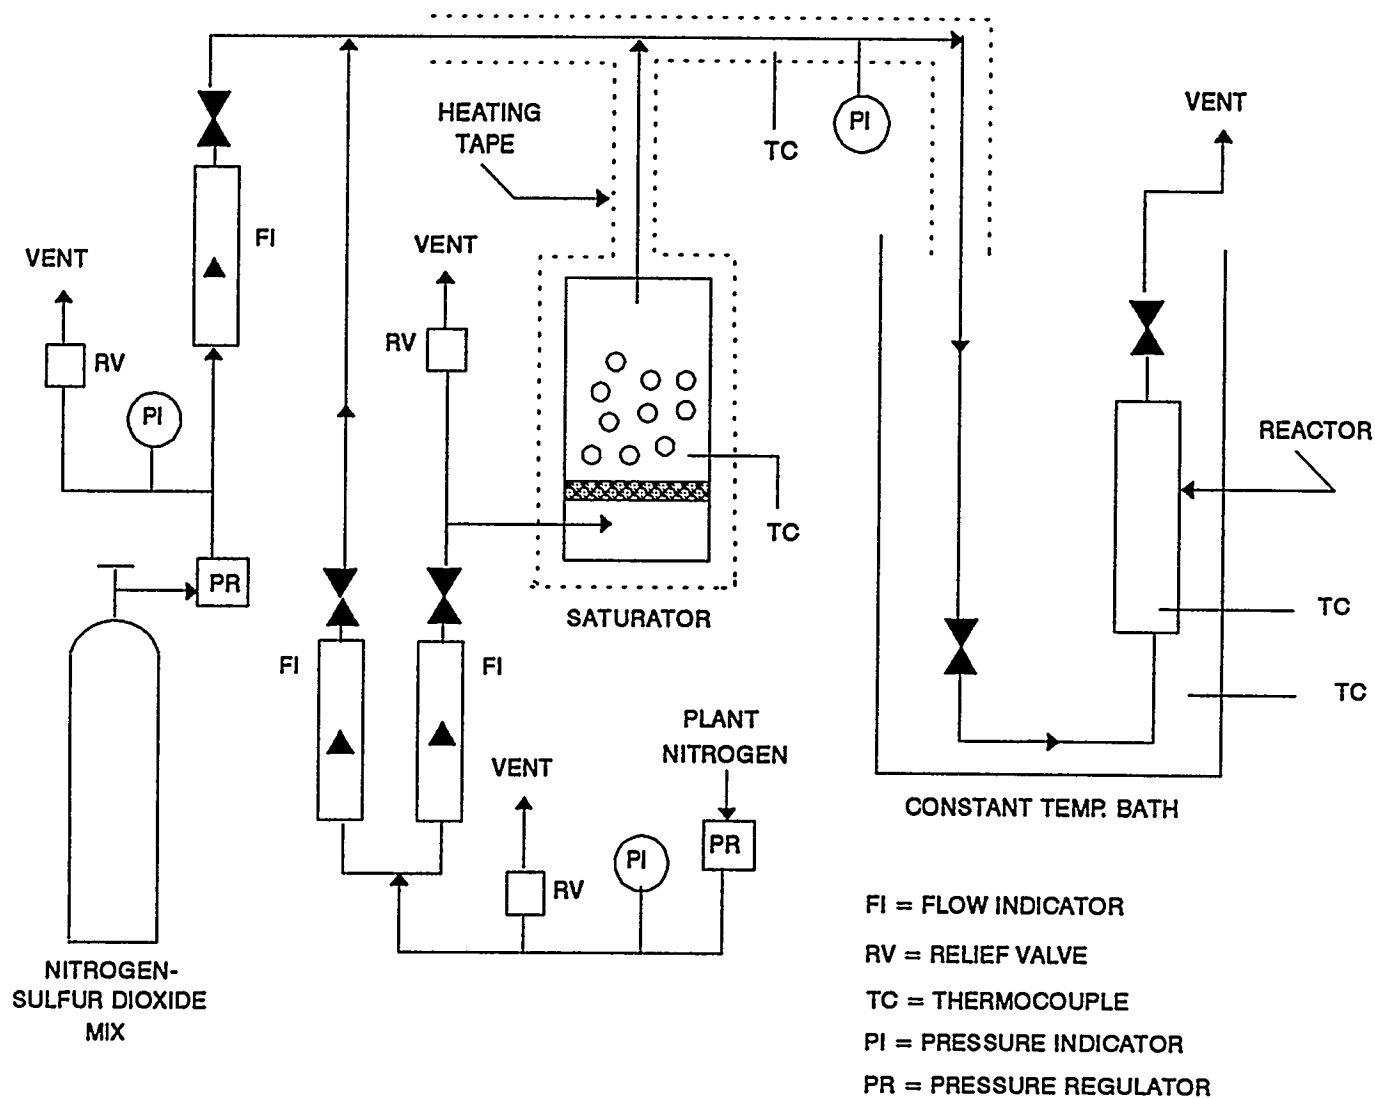 HEATING
TAPE
PI
TC
VENT
FI
VENT
RV
PI
VENT
RV
REACTOR
TC
PR
SATURATOR
TC
TC
FI
FI
PLANT
NITROGEN
VENT
RV
PI
PR
CONSTANT TEMP. BATH
NITROGEN-
SULFUR DIOXIDE
MIX
FI = FLOW INDICATOR
RV = RELIEF VALVE
TC = THERMOCOUPLE
PI = PRESSURE INDICATOR
PR = PRESSURE REGULATOR